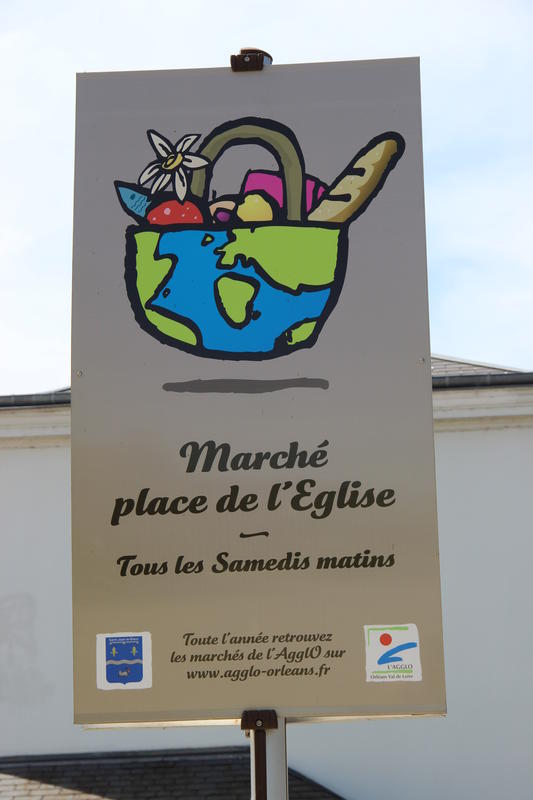 Marché
place de l'Eglise
Tous les Samedis matins
Toute l'année retrouvez
les marchés de l'AgglO sur
www.agglo-orleans.fr
L'AGGLO
Orléans Val de Loire